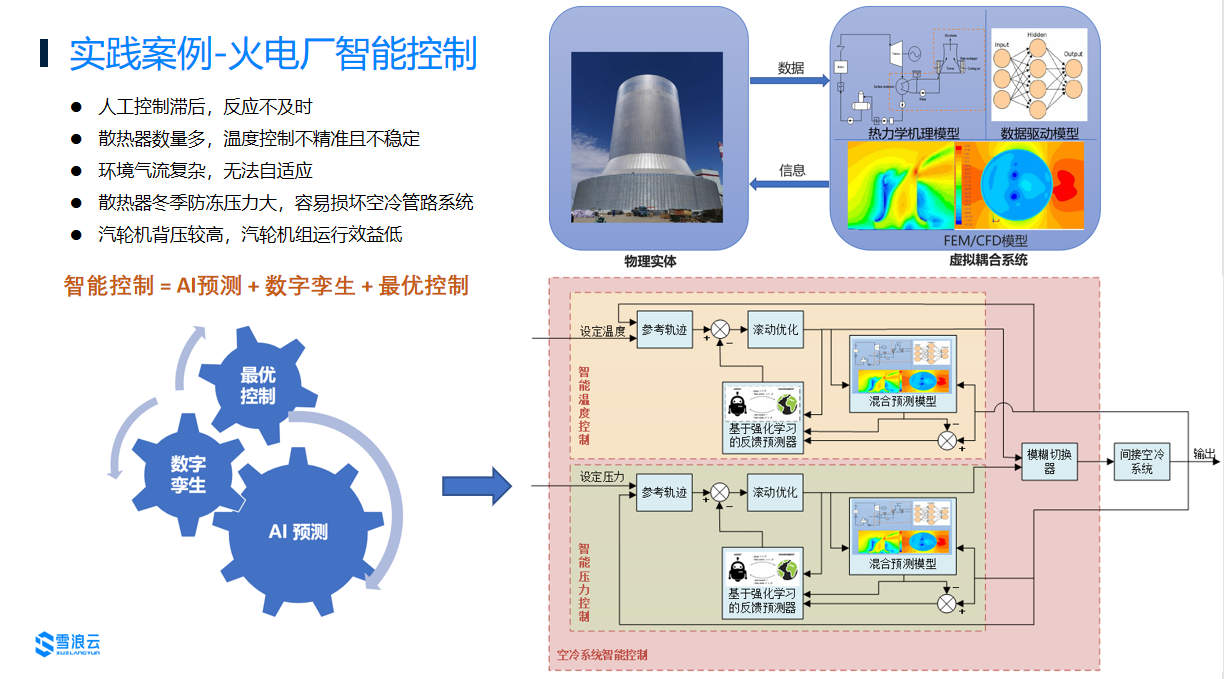 实践案例-火电厂智能控制
人工控制滞后，反应不及时
散热器数量多，温度控制不精准且不稳定
环境气流复杂，无法自适应
散热器冬季防冻压力大，容易损坏空冷管路系统
汽轮机背压较高，汽轮机组运行效益低
智能控制 = AI预测 + 数字孪生 + 最优控制
最优
控制
数字
孪生
AI 预测
雪浪云
XUELANGYUN
数据
信息
物理实体
热力学机理模型
Input
Hidden
Output
数据驱动模型
FEM/CFD模型
虚拟耦合系统
设定温度
参考轨迹
+
−
滚动优化
智能温度控制
基于强化学习
的反馈预测器
混合预测模型
−
+
设定压力
参考轨迹
+
−
滚动优化
智能压力控制
基于强化学习
的反馈预测器
混合预测模型
−
+
模糊切换
器
间接空冷
系统
输出
空冷系统智能控制